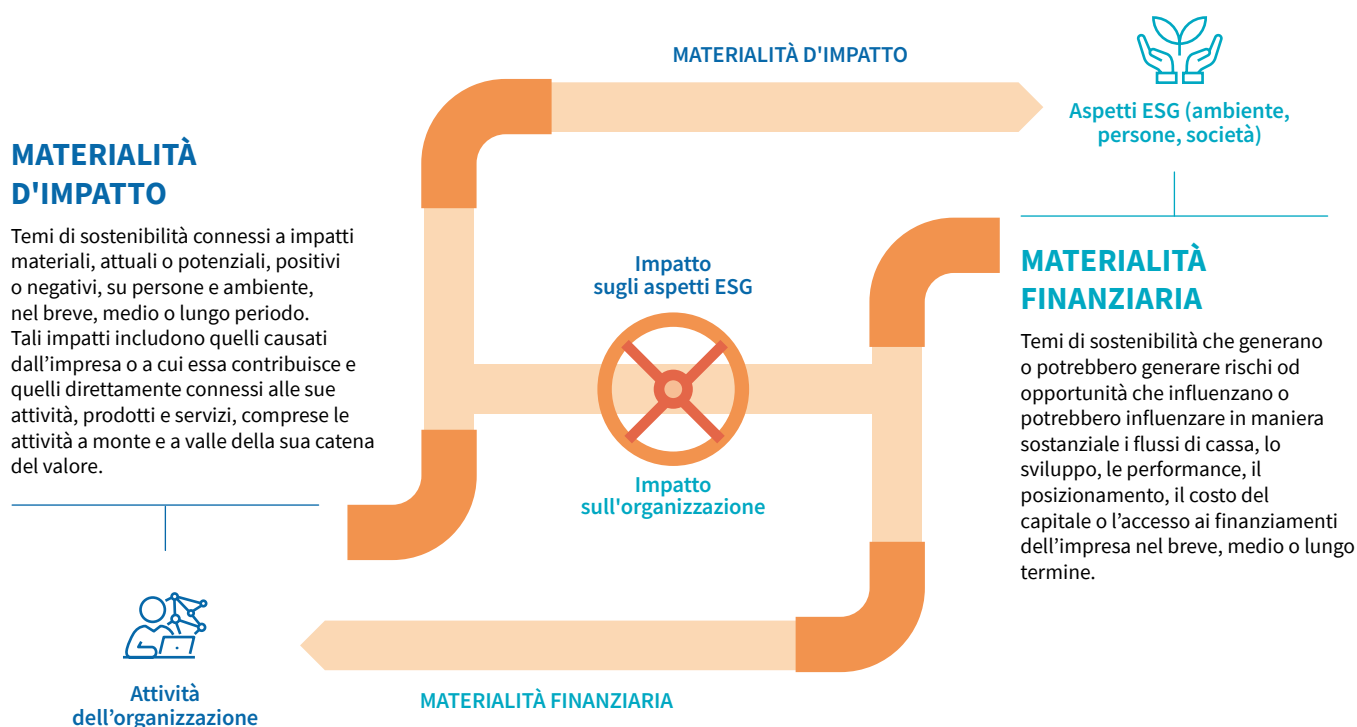 MATERIALITÀ D'IMPATTO
Aspetti ESG (ambiente,
persone, società)
MATERIALITÀ
D'IMPATTO
Temi di sostenibilità connessi a impatti
materiali, attuali o potenziali, positivi
o negativi, su persone e ambiente,
nel breve, medio o lungo periodo.
Tali impatti includono quelli causati
dall’impresa o a cui essa contribuisce e
quelli direttamente connessi alle sue
attività, prodotti e servizi, comprese le
attività a monte e a valle della sua catena
del valore.
Impatto
sugli aspetti ESG
Impatto
sull'organizzazione
MATERIALITÀ
FINANZIARIA
Temi di sostenibilità che generano
o potrebbero generare rischi od
opportunità che influenzano o
potrebbero influenzare in maniera
sostanziale i flussi di cassa, lo
sviluppo, le performance, il
posizionamento, il costo del
capitale o l’accesso ai finanziamenti
dell’impresa nel breve, medio o lungo
termine.
Attività
dell’organizzazione
MATERIALITÀ FINANZIARIA